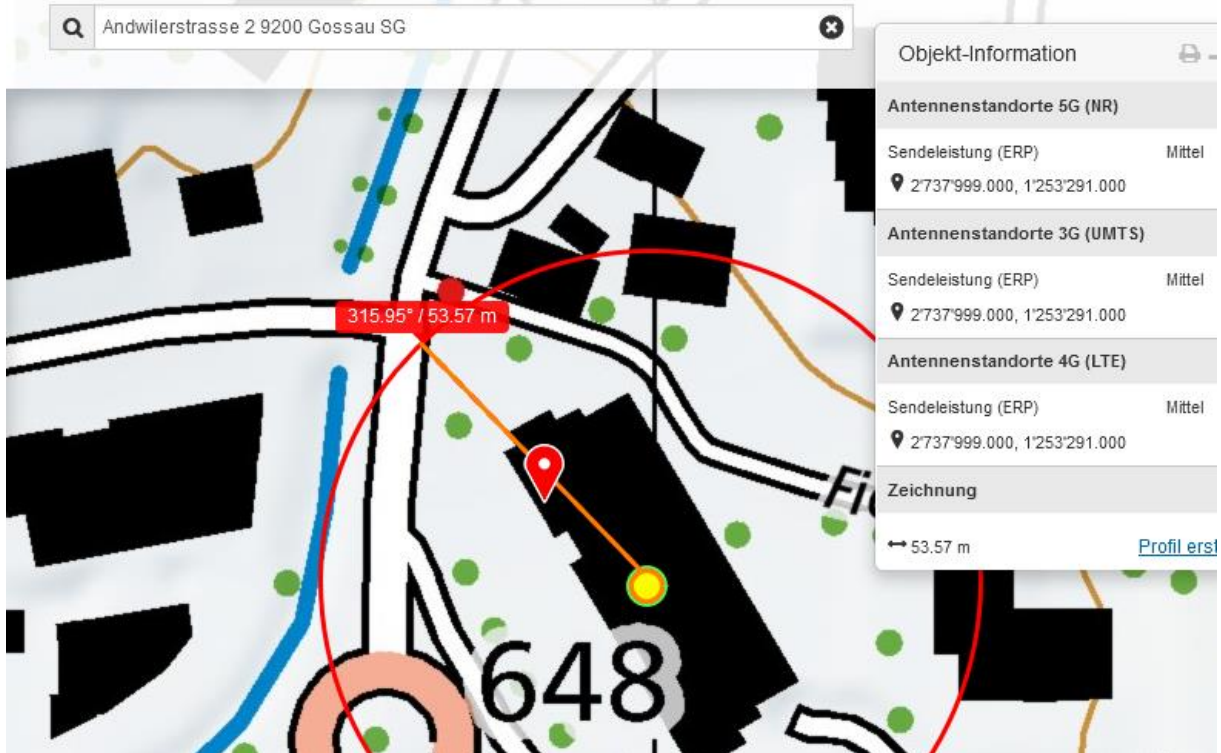 Andwilerstrasse 2 9200 Gossau SG
Objekt-Information
Antennenstandorte 5G (NR)
Sendeleistung (ERP) Mittel
2'737'999.000, 1'253'291.000
Antennenstandorte 3G (UMTS)
Sendeleistung (ERP) Mittel
2'737'999.000, 1'253'291.000
Antennenstandorte 4G (LTE)
Sendeleistung (ERP) Mittel
2'737'999.000, 1'253'291.000
Zeichnung
53.57 m Profil erst
315.95° / 53.57 m
648